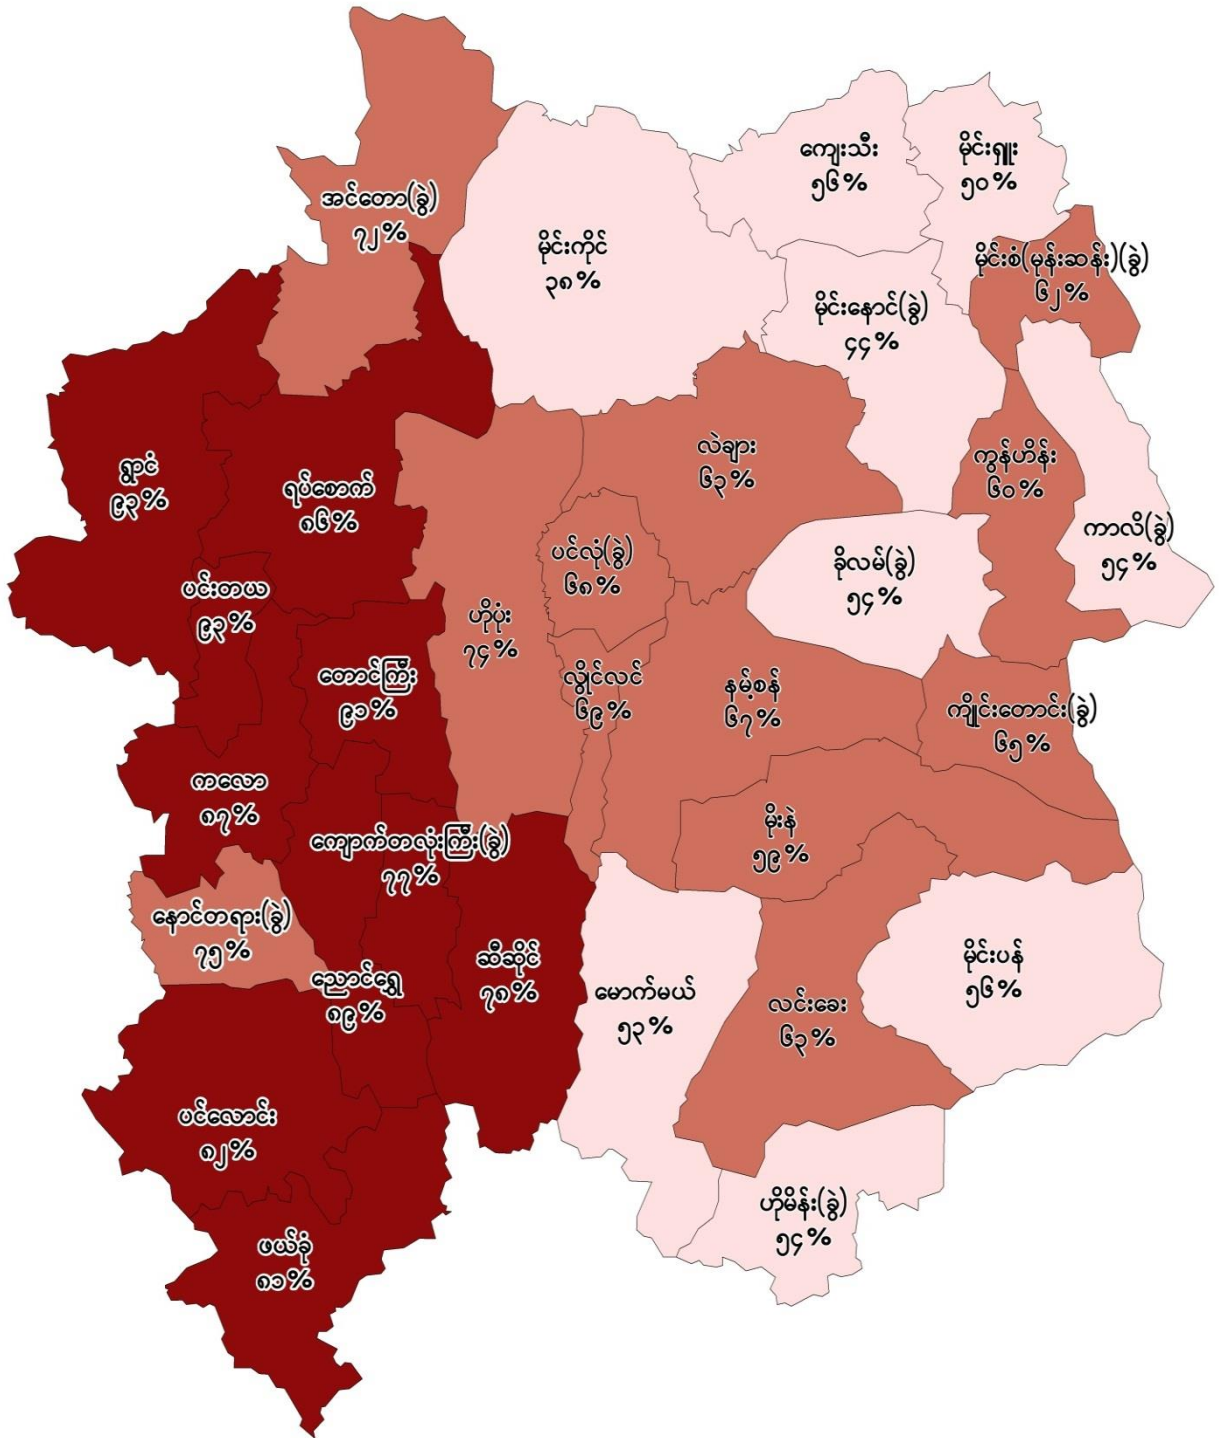 ကျေးသီး
၅၆%
မိုင်းရှူး
၅၀%
အင်တော(ခွဲ)
၇၂%
မိုင်းကိုင်
၃၈%
မိုင်းစံ(မုန်းဆန်း)(ခွဲ)
၆၂%
မိုင်းနောင်(ခွဲ)
၄၄%
ရွာငံ
၉၃%
ရပ်စောက်
၈၆%
လဲချား
၆၃%
ကွန်ဟိန်း
၆၀%
ကာလိ(ခွဲ)
၅၄%
ပင်လုံ(ခွဲ)
၆၈%
ခိုလမ်(ခွဲ)
၅၄%
ပင်းတယ
၉၃%
ဟိုပုံး
၇၄%
တောင်ကြီး
၉၁%
လွိုင်လင်
၆၉%
နမ့်စန်
၆၇%
ကျိုင်းတောင်း(ခွဲ)
၆၅%
ကလော
၈၇%
ကျောက်တလုံးကြီး(ခွဲ)
၇၇%
မိုးနဲ
၅၉%
နောင်တရား(ခွဲ)
၇၅%
ညောင်ရွှေ
၈၉%
ဆီဆိုင်
၇၈%
မောက်မယ်
၅၃%
လင်းခေး
၆၃%
မိုင်းပန်
၅၆%
ပင်လောင်း
၈၂%
ဟိုမိန်း(ခွဲ)
၅၄%
ဖယ်ခုံ
၈၁%